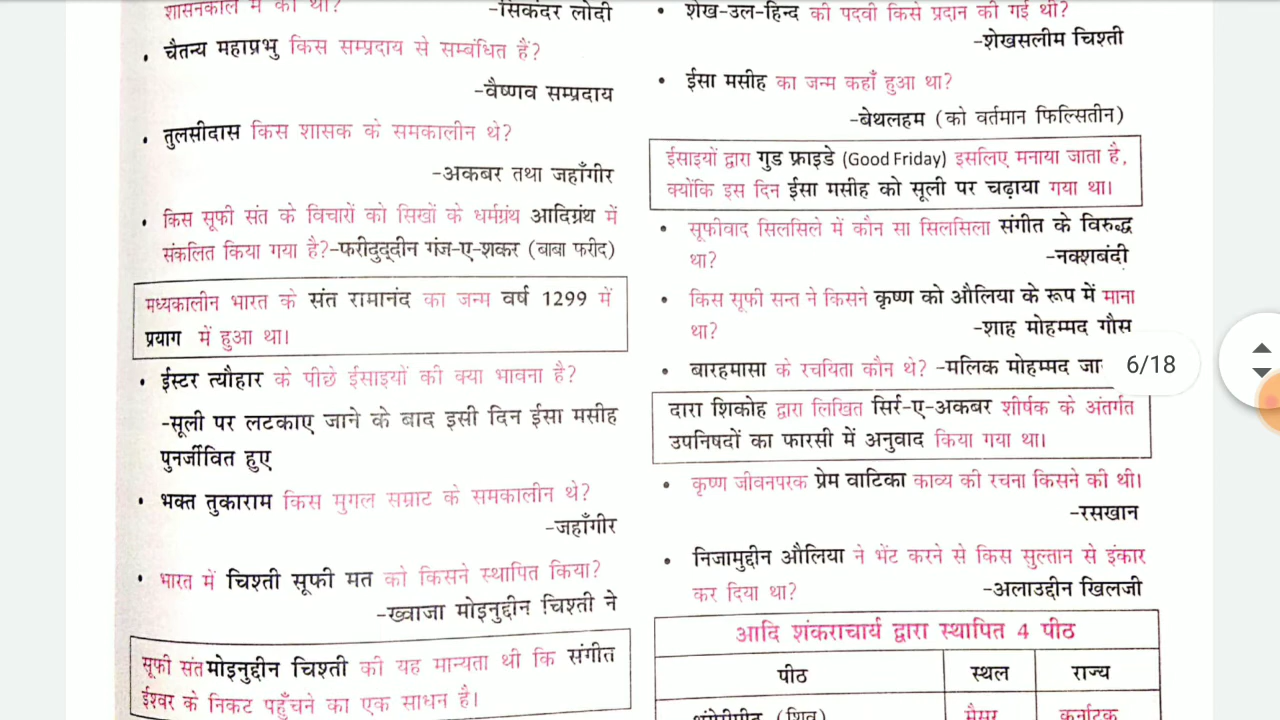 शासनकाल में की थी?
-सिकंदर लोदी
• चैतन्य महाप्रभु किस सम्प्रदाय से सम्बंधित हैं?
-वैष्णव सम्प्रदाय
• तुलसीदास किस शासक के समकालीन थे?
-अकबर तथा जहाँगीर
• किस सूफी संत के विचारों को सिखों के धर्मग्रंथ आदिग्रंथ में
संकलित किया गया है?-फरीदुद्दीन गंज-ए-शकर (बाबा फरीद)
मध्यकालीन भारत के संत रामानंद का जन्म वर्ष 1299 में
प्रयाग में हुआ था।
• ईस्टर त्यौहार के पीछे ईसाइयों की क्या भावना है?
-सूली पर लटकाए जाने के बाद इसी दिन ईसा मसीह
पुनर्जीवित हुए
• भक्त तुकाराम किस मुगल सम्राट के समकालीन थे?
-जहाँगीर
• भारत में चिश्ती सूफी मत को किसने स्थापित किया?
-ख्वाजा मोइनुद्दीन चिश्ती ने
सूफी संत मोइनुद्दीन चिश्ती की यह मान्यता थी कि संगीत
ईश्वर के निकट पहुँचने का एक साधन है।
• शेख-उल-हिन्द की पदवी किसे प्रदान की गई थी?
-शेखसलीम चिश्ती
• ईसा मसीह का जन्म कहाँ हुआ था?
-बेथलहम (को वर्तमान फिल्सितीन)
ईसाइयों द्वारा गुड फ्राइडे (Good Friday) इसलिए मनाया जाता है,
क्योंकि इस दिन ईसा मसीह को सूली पर चढ़ाया गया था।
• सूफीवाद सिलसिले में कौन सा सिलसिला संगीत के विरुद्ध
था? -नक्शबंदी
• किस सूफी सन्त ने किसने कृष्ण को औलिया के रूप में माना
था? -शाह मोहम्मद गौस
• बारहमासा के रचयिता कौन थे? -मलिक मोहम्मद जा
6/18
दारा शिकोह द्वारा लिखित सिर्र-ए-अकबर शीर्षक के अंतर्गत
उपनिषदों का फारसी में अनुवाद किया गया था।
• कृष्ण जीवनपरक प्रेम वाटिका काव्य की रचना किसने की थी।
-रसखान
• निजामुद्दीन औलिया ने भेंट करने से किस सुल्तान से इंकार
कर दिया था? -अलाउद्दीन खिलजी
आदि शंकराचार्य द्वारा स्थापित 4 पीठ
पीठ स्थल राज्य
(शिव) मैसूर कर्नाटक